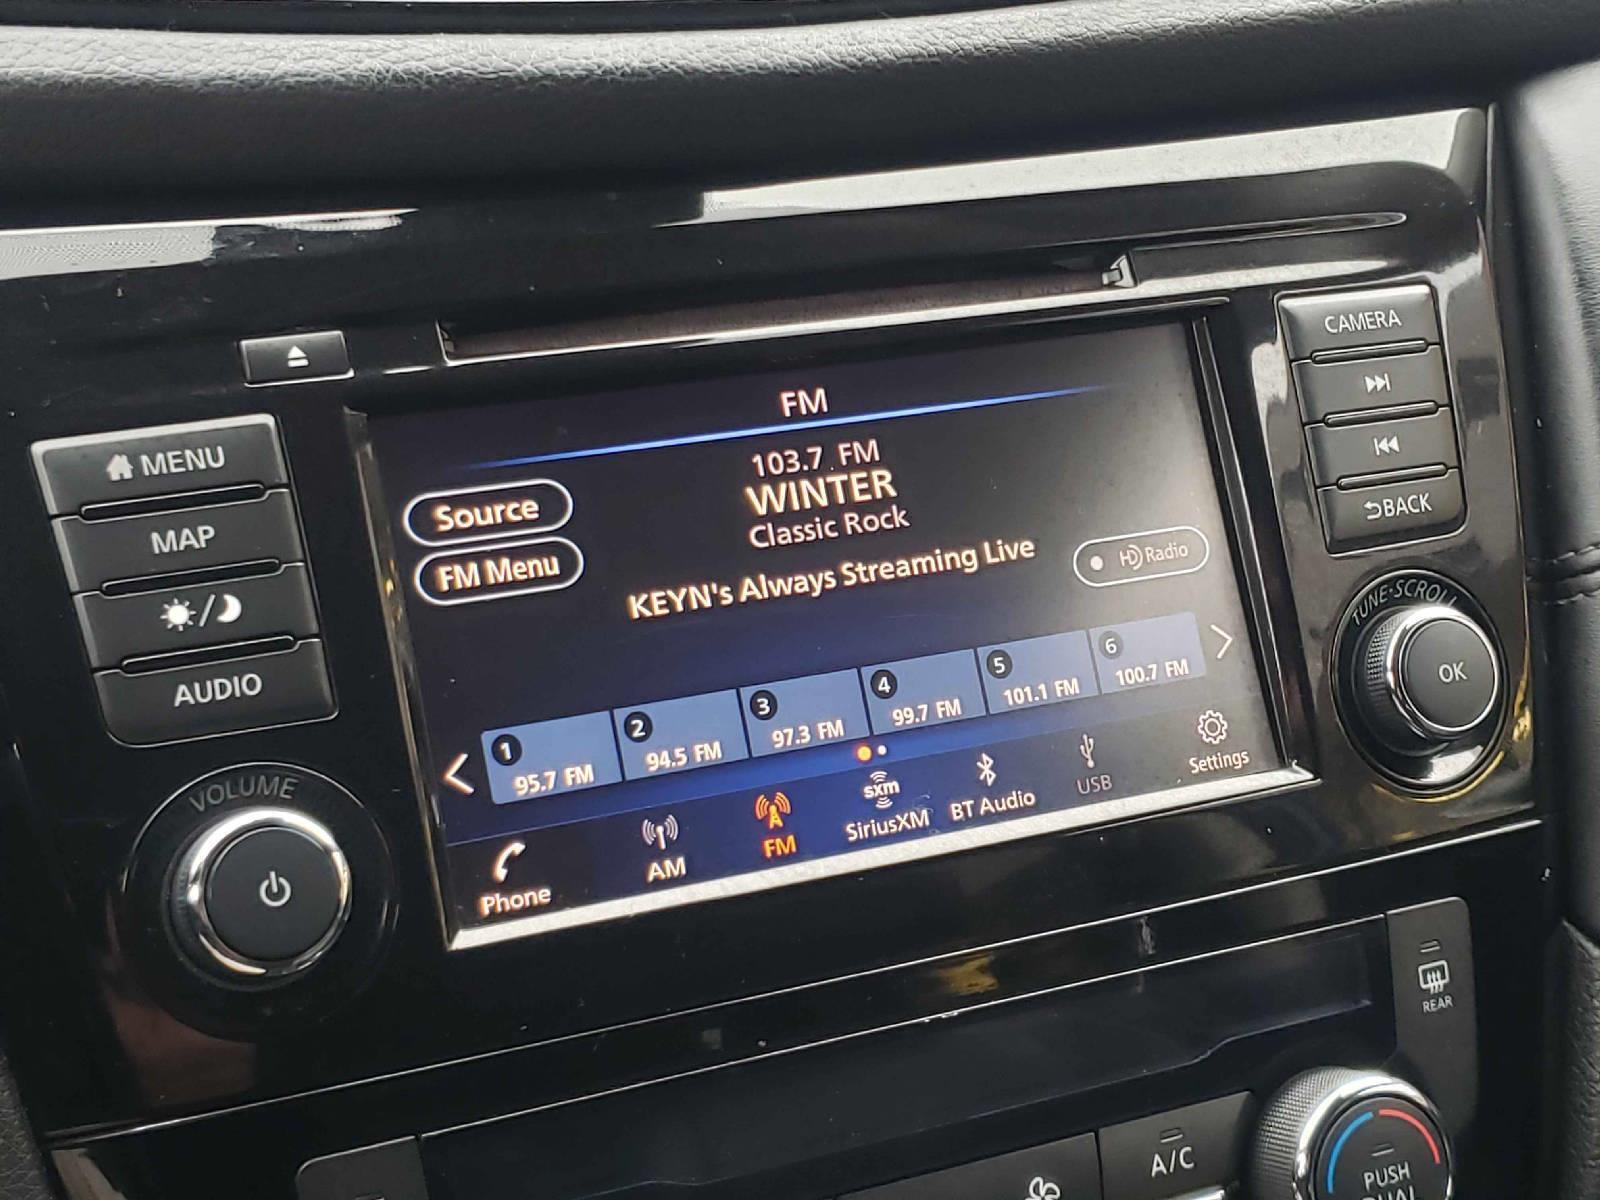 MENU
MAP
AUDIO
VOLUME
FM
103.7 FM
WINTER
Classic Rock
KEYN's Always Streaming Live
Source
FM Menu
HD Radio
1 95.7 FM
2 94.5 FM
3 97.3 FM
4 99.7 FM
5 101.1 FM
6 100.7 FM
Phone
AM
FM
sxm
SiriusXM
BT Audio
USB
Settings
CAMERA
BACK
TUNE·SCROLL
OK
REAR
A/C
PUSH
DUAL